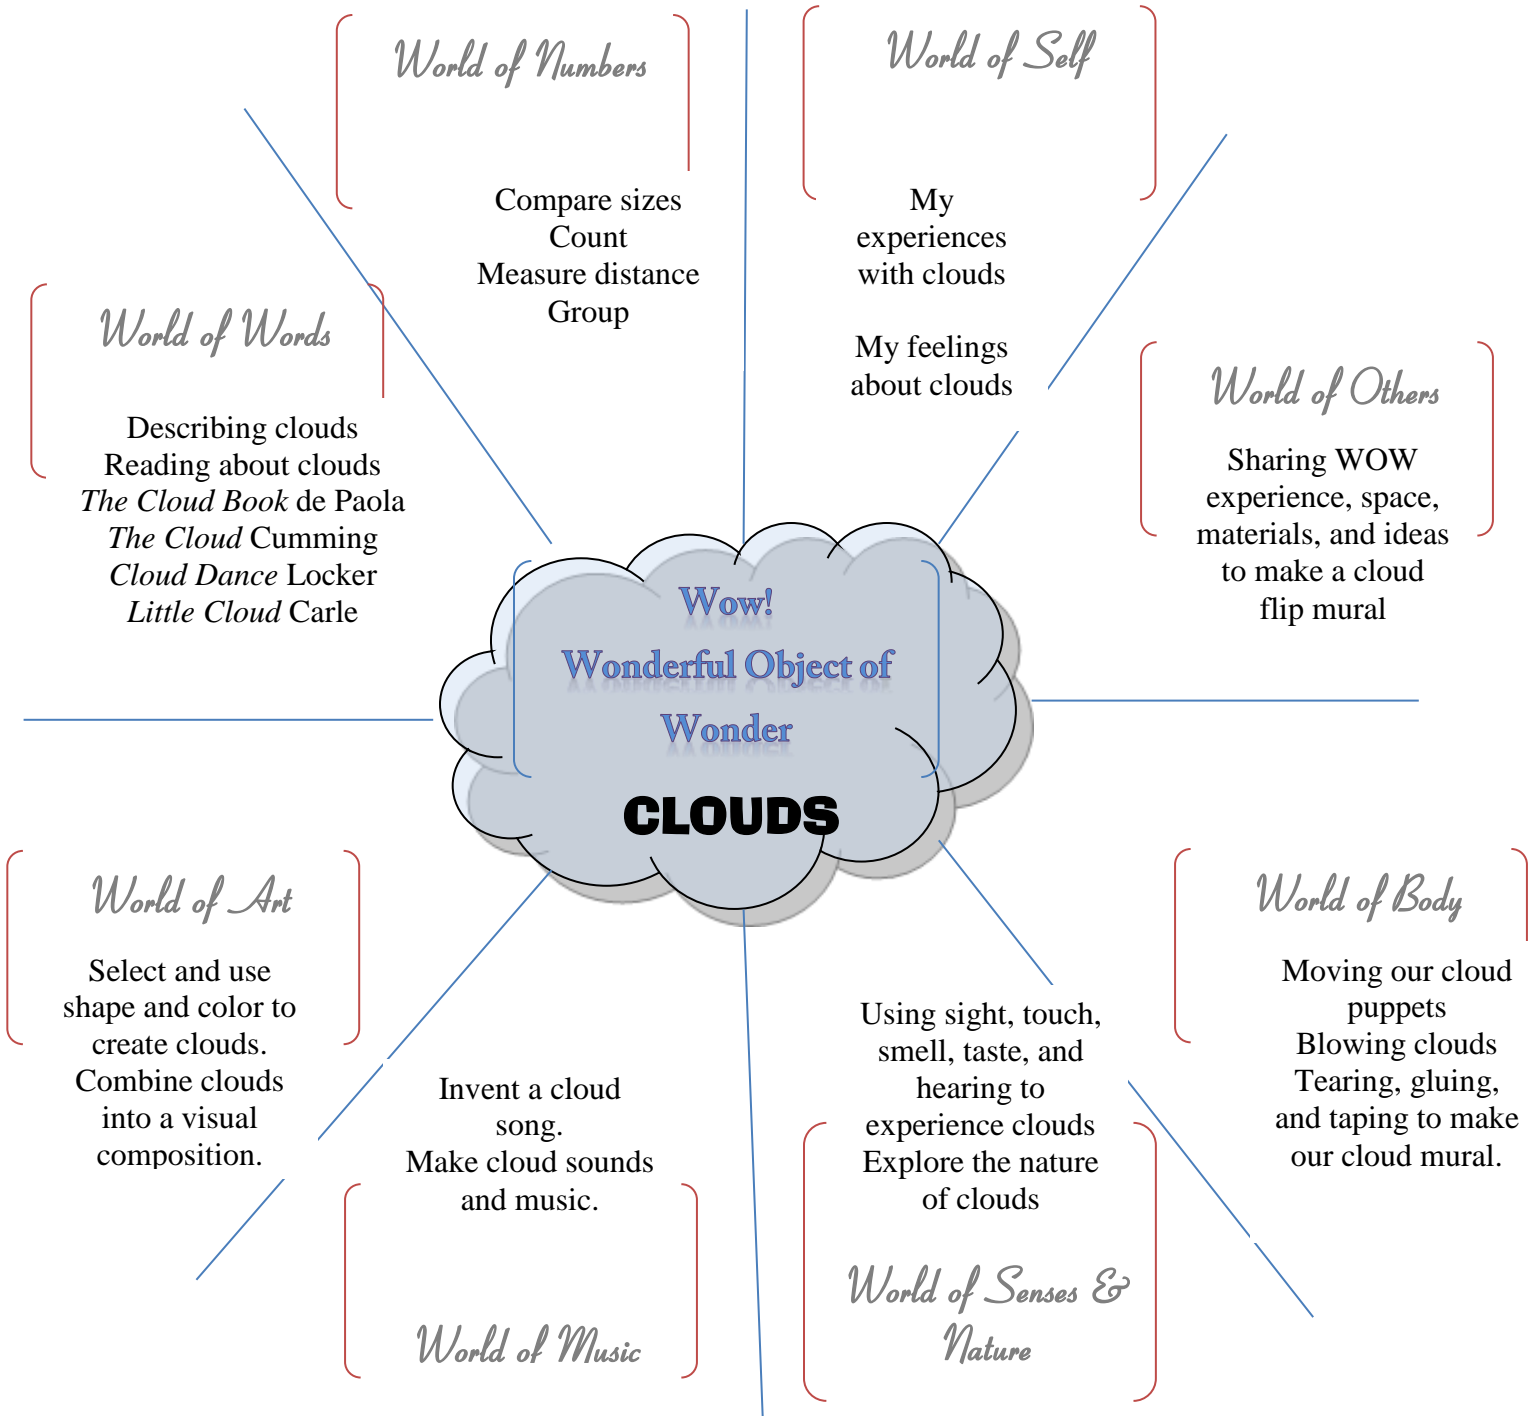 World of Numbers
Compare sizes
Count
Measure distance
Group
World of Self
My
experiences
with clouds
My feelings
about clouds
World of Words
Describing clouds
Reading about clouds
The Cloud Book de Paola
The Cloud Cumming
Cloud Dance Locker
Little Cloud Carle
World of Others
Sharing WOW
experience, space,
materials, and ideas
to make a cloud
flip mural
Wow!
Wonderful Object of
Wonder
CLOUDS
World of Art
Select and use
shape and color to
create clouds.
Combine clouds
into a visual
composition.
Invent a cloud
song.
Make cloud sounds
and music.
World of Music
Using sight, touch,
smell, taste, and
hearing to
experience clouds
Explore the nature
of clouds
World of Senses &
Nature
World of Body
Moving our cloud
puppets
Blowing clouds
Tearing, gluing,
and taping to make
our cloud mural.